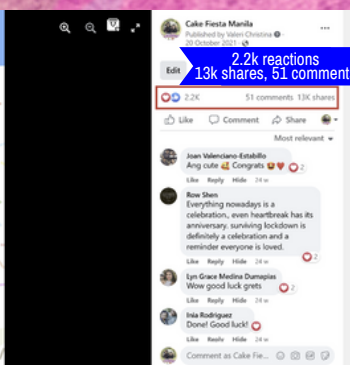 Cake Fiesta Manila
Published by Valeri Christina
20 October 2021
Edit
2.2k reactions
13k shares, 51 comment
2.2K 51 comments 13K shares
Like Comment Share
Most relevant
Joan Valenciano-Estabillo
Ang cute 🥰 Congrats 😍❤️
2
Like Reply Hide 24 w
Row Shen
Everything nowadays is a
celebration., even heartbreak has its
anniversary. surviving lockdown is
definitely a celebration and a
reminder everyone is loved.
2
Like Reply Hide 24 w
Lyn Grace Medina Dumapias
Wow good luck grets
2
Like Reply Hide 24 w
Inia Rodriguez
Done! Good luck!
Like Reply Hide 24 w
Comment as Cake Fie...